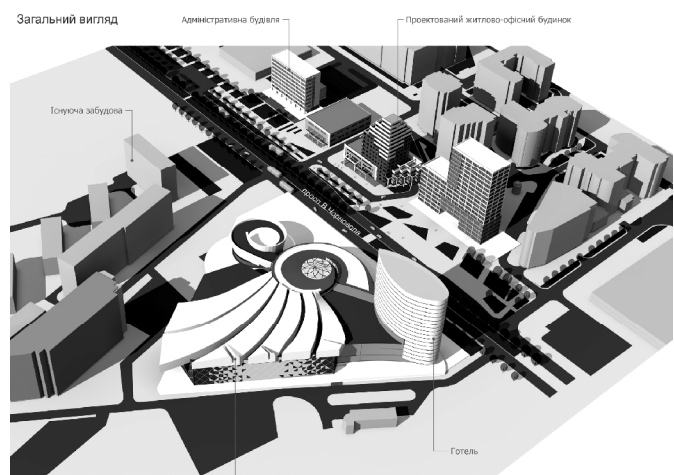 Загальний вигляд
Адміністративна будівля
Проектований житлово-офісний будинок
Існуюча забудова
просп. В. Чорновола
Готель